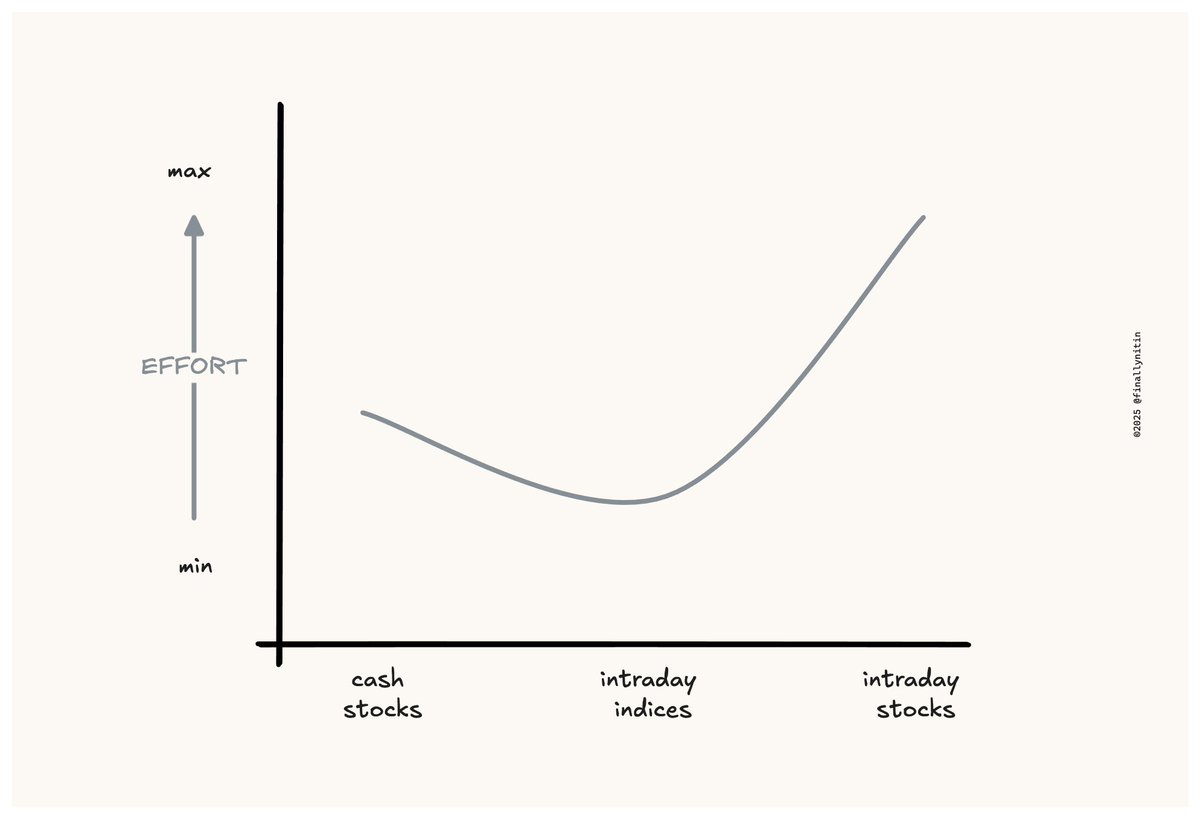 max
EFFORT
min
cash
stocks
intraday
indices
intraday
stocks
©2025 @finallynitin